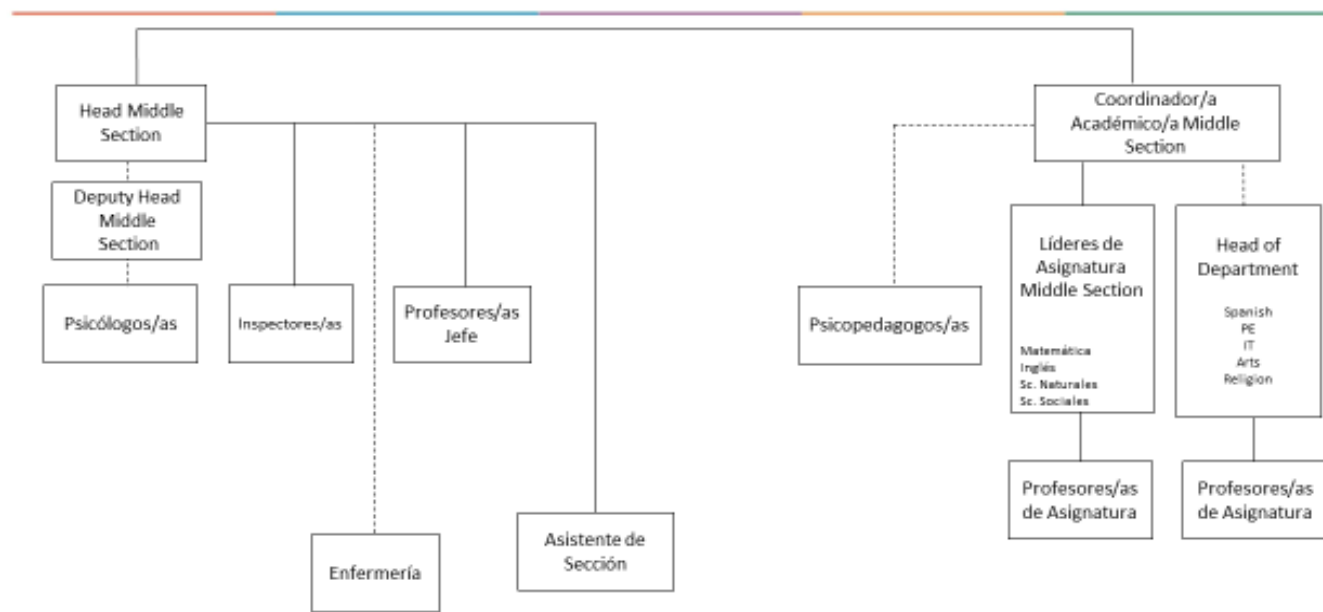 Head Middle
Section
Coordinador/a
Académico/a Middle
Section
Deputy Head
Middle
Section
Psicólogos/as
Inspectores/as
Profesores/as
Jefe
Psicopedagogos/as
Líderes de
Asignatura
Middle Section
Matemática
Inglés
Sc. Naturales
Sc. Sociales
Head of
Department
Spanish
PE
IT
Arts
Religion
Enfermería
Asistente de
Sección
Profesores/as
de Asignatura
Profesores/as
de Asignatura